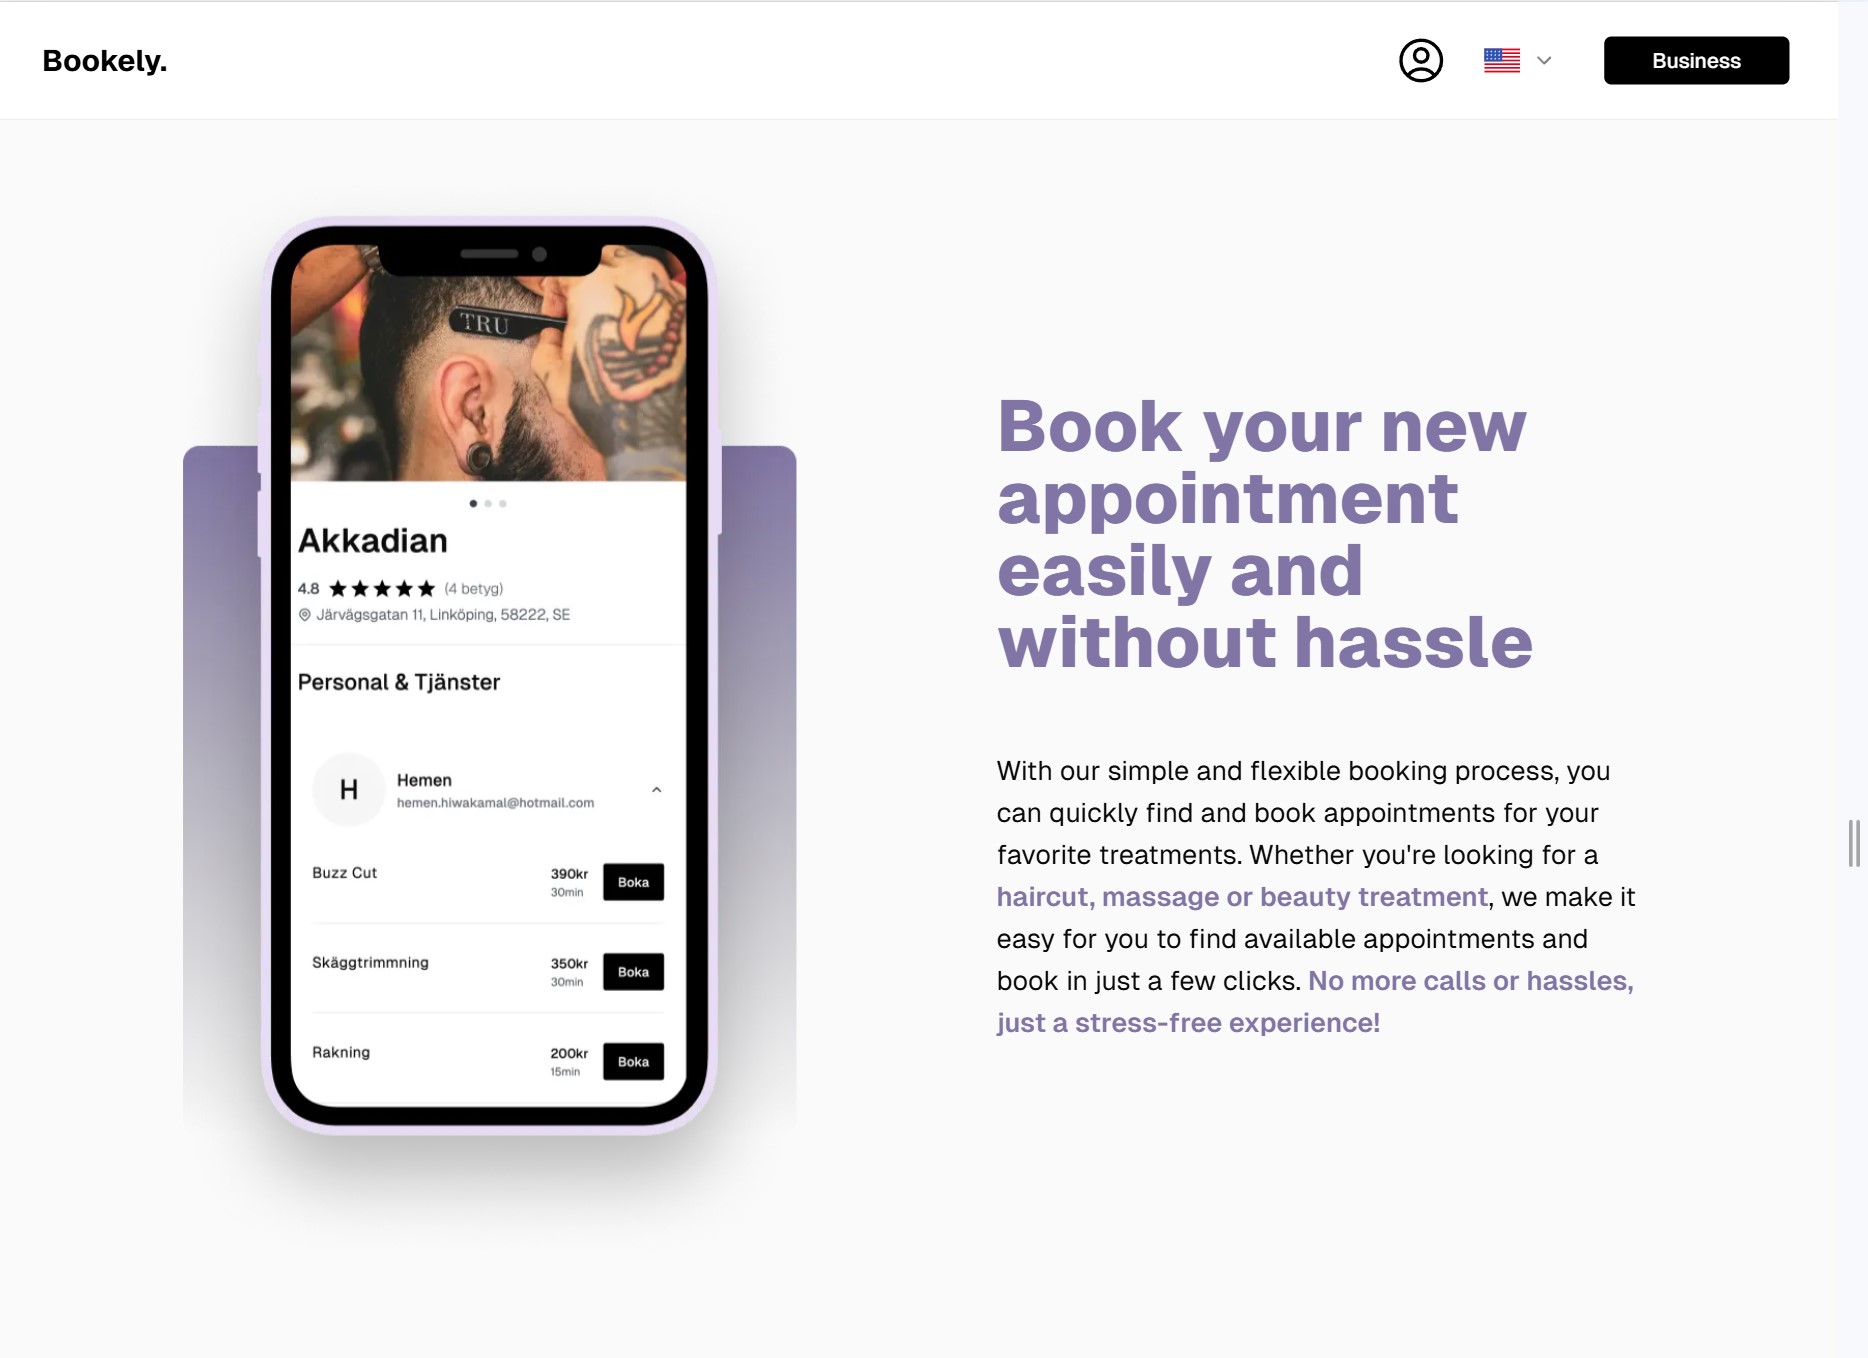 Bookely.
Business
TRU
Akkadian
4.8 (4 betyg)
Järvägsgatan 11, Linköping, 58222, SE
Personal & Tjänster
H
Hemen
hemen.hiwakamal@hotmail.com
Buzz Cut
390kr
30min
Boka
Skäggtrimmning
350kr
30min
Boka
Rakning
200kr
15min
Boka
Book your new
appointment
easily and
without hassle
With our simple and flexible booking process, you
can quickly find and book appointments for your
favorite treatments. Whether you're looking for a
haircut, massage or beauty treatment, we make it
easy for you to find available appointments and
book in just a few clicks. No more calls or hassles,
just a stress-free experience!